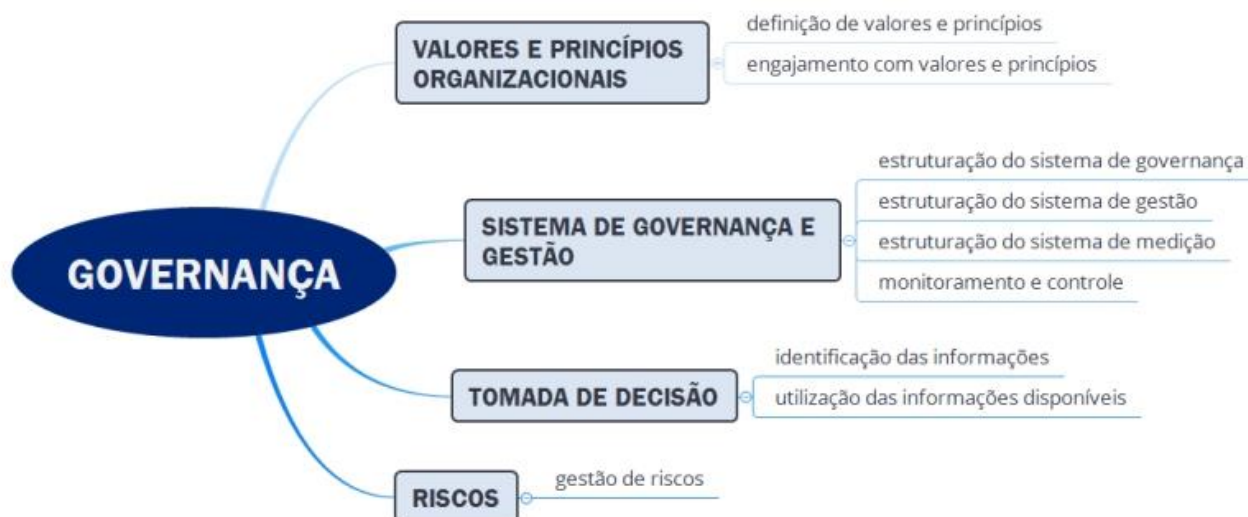 GOVERNANÇA
VALORES E PRINCÍPIOS
ORGANIZACIONAIS
definição de valores e princípios
engajamento com valores e princípios
SISTEMA DE GOVERNANÇA E
GESTÃO
estruturação do sistema de governança
estruturação do sistema de gestão
estruturação do sistema de medição
monitoramento e controle
TOMADA DE DECISÃO
identificação das informações
utilização das informações disponíveis
RISCOS
gestão de riscos